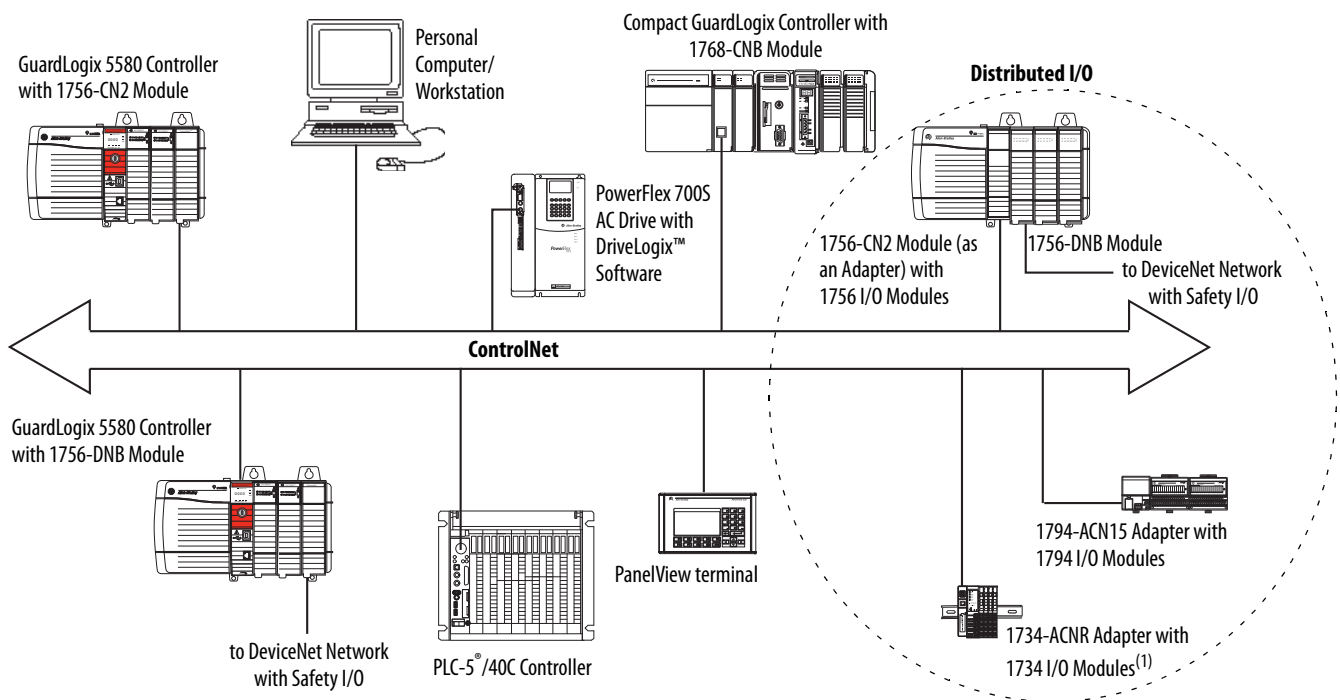 GuardLogix 5580 Controller
with 1756-CN2 Module
Personal
Computer/
Workstation
Compact GuardLogix Controller with
1768-CNB Module
Distributed I/O
PowerFlex 700S
AC Drive with
DriveLogix™
Software
1756-CN2 Module (as
an Adapter) with
1756 I/O Modules
1756-DNB Module
to DeviceNet Network
with Safety I/O
ControlNet
GuardLogix 5580 Controller
with 1756-DNB Module
to DeviceNet Network
with Safety I/O
PLC-5®/40C Controller
PanelView terminal
1794-ACN15 Adapter with
1794 I/O Modules
1734-ACNR Adapter with
1734 I/O Modules(1)